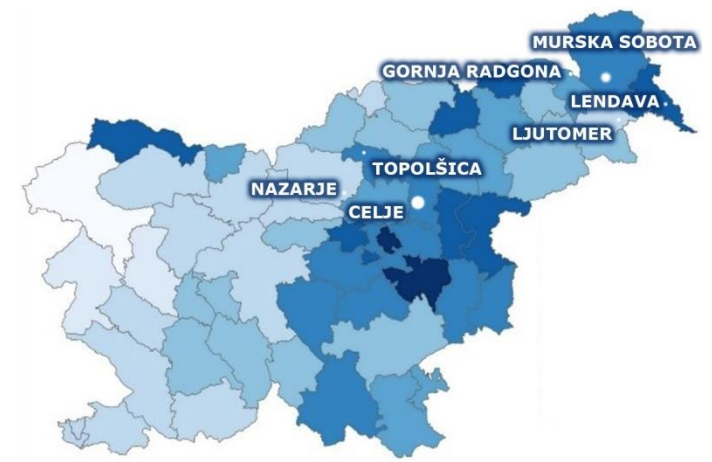 MURSKA SOBOTA
GORNJA RADGONA
LENDAVA
LJUTOMER
TOPOLŠICA
NAZARJE
CELJE